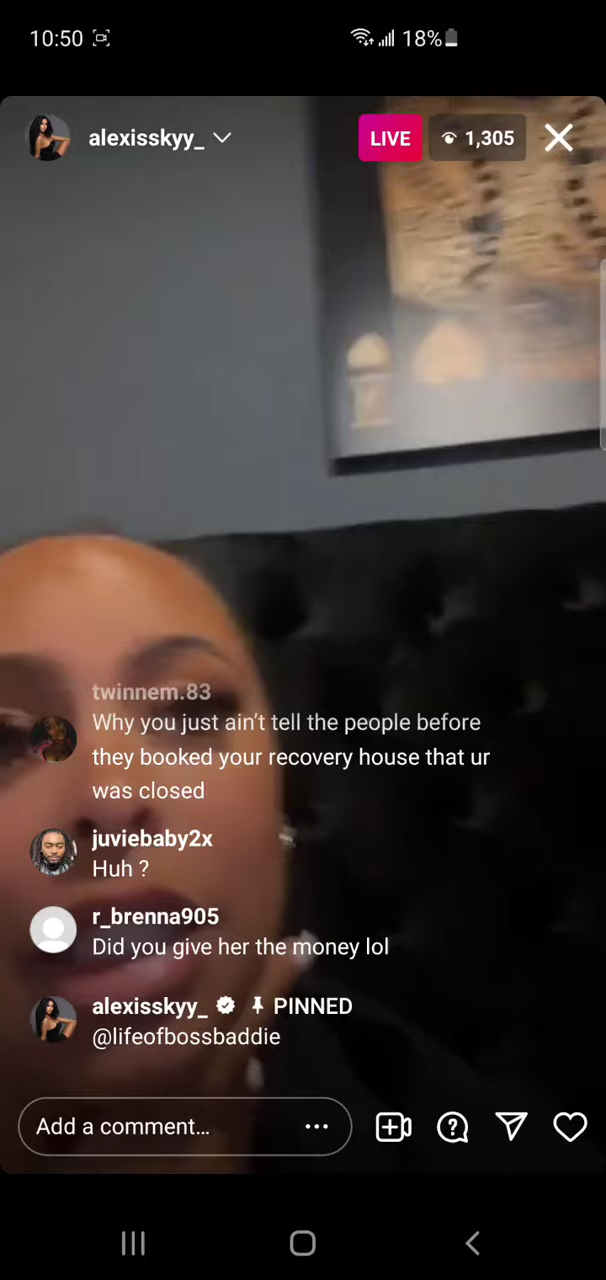 10:50 18%
alexisskyy_ LIVE 1,305
twinnem.83
Why you just ain't tell the people before
they booked your recovery house that ur
was closed
juviebaby2x
Huh ?
r_brenna905
Did you give her the money lol
alexisskyy_ PINNED
@lifeofbossbaddie
Add a comment...